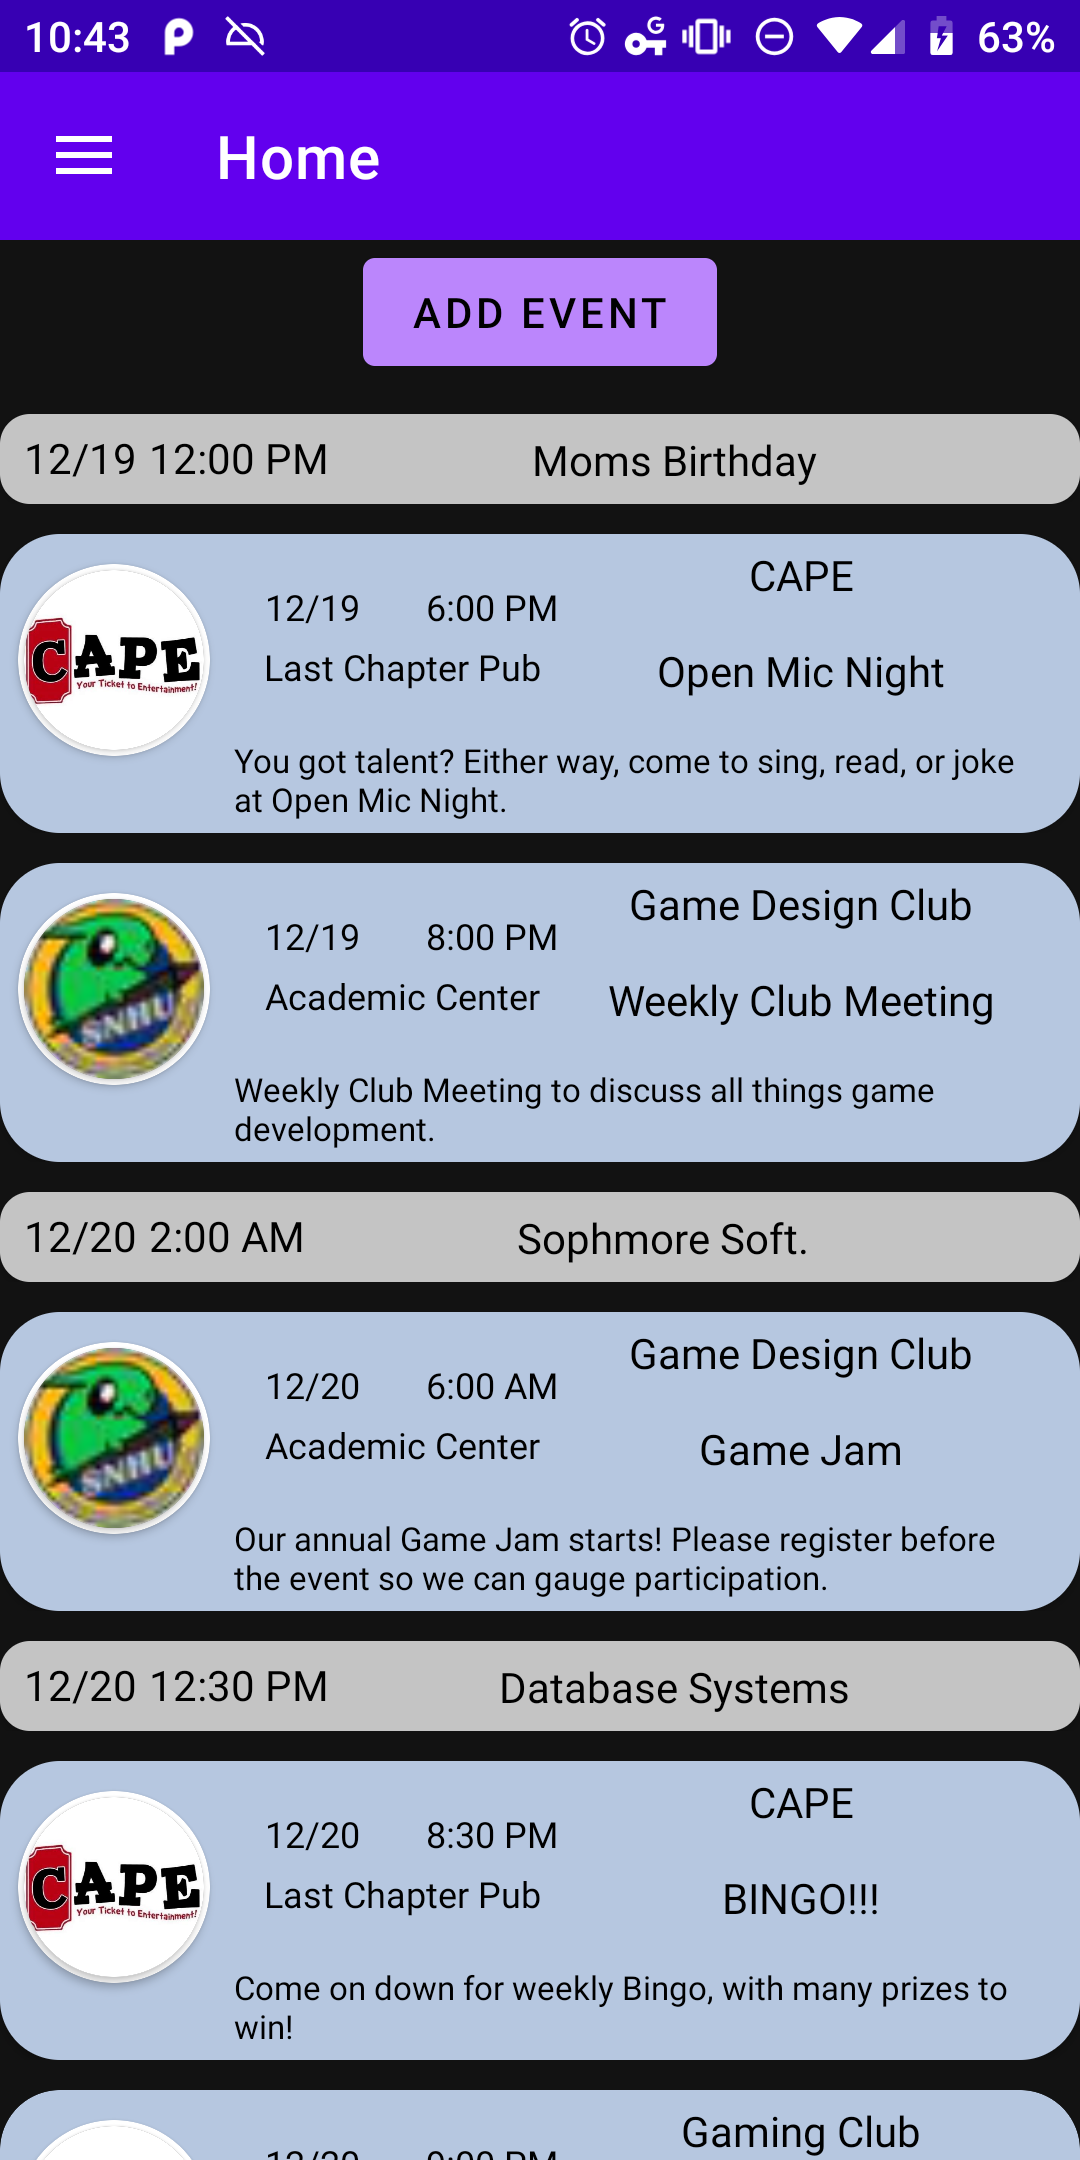 10:43 63%
Home
ADD EVENT
12/19 12:00 PM Moms Birthday
CAPE
12/19 6:00 PM
Last Chapter Pub Open Mic Night
CAPE
Your Ticket to Entertainment!
You got talent? Either way, come to sing, read, or joke
at Open Mic Night.
Game Design Club
12/19 8:00 PM
Academic Center Weekly Club Meeting
SNHU
Weekly Club Meeting to discuss all things game
development.
12/20 2:00 AM Sophmore Soft.
Game Design Club
12/20 6:00 AM
Academic Center Game Jam
SNHU
Our annual Game Jam starts! Please register before
the event so we can gauge participation.
12/20 12:30 PM Database Systems
CAPE
12/20 8:30 PM
Last Chapter Pub BINGO!!!
CAPE
Your Ticket to Entertainment!
Come on down for weekly Bingo, with many prizes to
win!
Gaming Club